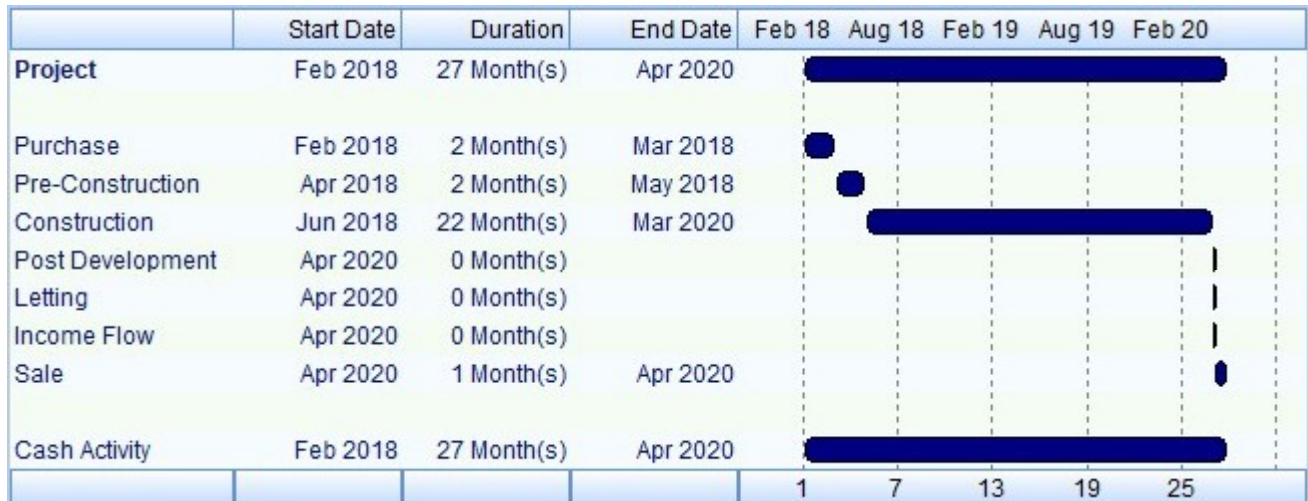 Start Date Duration End Date Feb 18 Aug 18 Feb 19 Aug 19 Feb 20
Project Feb 2018 27 Month(s) Apr 2020
Purchase Feb 2018 2 Month(s) Mar 2018
Pre-Construction Apr 2018 2 Month(s) May 2018
Construction Jun 2018 22 Month(s) Mar 2020
Post Development Apr 2020 0 Month(s)
Letting Apr 2020 0 Month(s)
Income Flow Apr 2020 0 Month(s)
Sale Apr 2020 1 Month(s) Apr 2020
Cash Activity Feb 2018 27 Month(s) Apr 2020
1 7 13 19 25